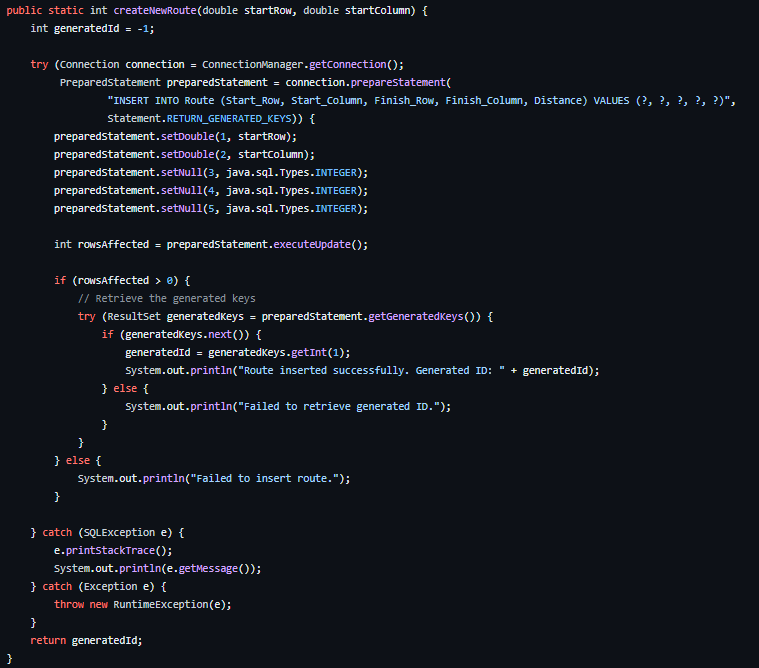 public static int createNewRoute(double startRow, double startColumn) {
    int generatedId = -1;

    try (Connection connection = ConnectionManager.getConnection();
         PreparedStatement preparedStatement = connection.prepareStatement(
                 "INSERT INTO Route (Start_Row, Start_Column, Finish_Row, Finish_Column, Distance) VALUES (?, ?, ?, ?, ?)",
                 Statement.RETURN_GENERATED_KEYS)) {
        preparedStatement.setDouble(1, startRow);
        preparedStatement.setDouble(2, startColumn);
        preparedStatement.setNull(3, java.sql.Types.INTEGER);
        preparedStatement.setNull(4, java.sql.Types.INTEGER);
        preparedStatement.setNull(5, java.sql.Types.INTEGER);

        int rowsAffected = preparedStatement.executeUpdate();

        if (rowsAffected > 0) {
            // Retrieve the generated keys
            try (ResultSet generatedKeys = preparedStatement.getGeneratedKeys()) {
                if (generatedKeys.next()) {
                    generatedId = generatedKeys.getInt(1);
                    System.out.println("Route inserted successfully. Generated ID: " + generatedId);
                } else {
                    System.out.println("Failed to retrieve generated ID.");
                }
            }
        } else {
            System.out.println("Failed to insert route.");
        }

    } catch (SQLException e) {
        e.printStackTrace();
        System.out.println(e.getMessage());
    } catch (Exception e) {
        throw new RuntimeException(e);
    }
    return generatedId;
}